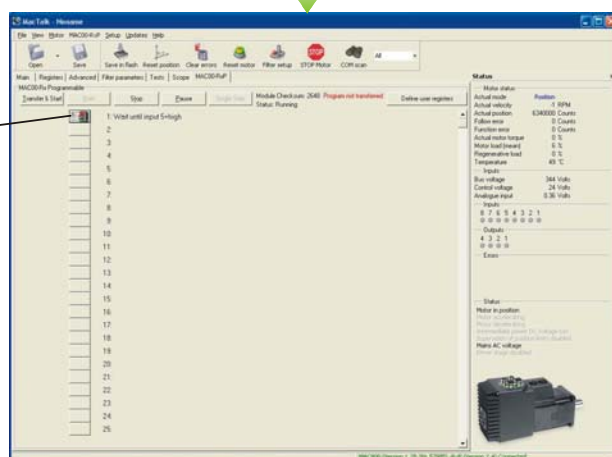 MacTalk - Noname
File View Motor MAC00-RxP Setup Updates Help
Open Save Save in flash Reset position Clear errors Reset motor Filter setup STOP Motor COM scan All
Main Registers Advanced Filter parameters Tests Scope MAC00-RxP
MAC00-Rx Programmable
Transfer & Start Start Stop Pause Single Step Module Checksum: 2640 Program not transferred Define user registers
Status: Running
1: Wait until input 5=high
2:
3:
4:
5:
6:
7:
8:
9:
10:
11:
12:
13:
14:
15:
16:
17:
18:
19:
20:
21:
22:
23:
24:
25:
Status
Motor status
Actual mode Position
Actual velocity -1 RPM
Actual position 6340000 Counts
Follow error 0 Counts
Function error 0 Counts
Actual motor torque 0 %
Motor load (mean) 6 %
Regenerative load 0 %
Temperature 49 °C
Inputs
Bus voltage 344 Volts
Control voltage 24 Volts
Analogue input 0.36 Volts
Inputs
8 7 6 5 4 3 2 1
Outputs
4 3 2 1
Errors
Status
Motor in position
Motor accelerating
Motor decelerating
Mains AC voltage